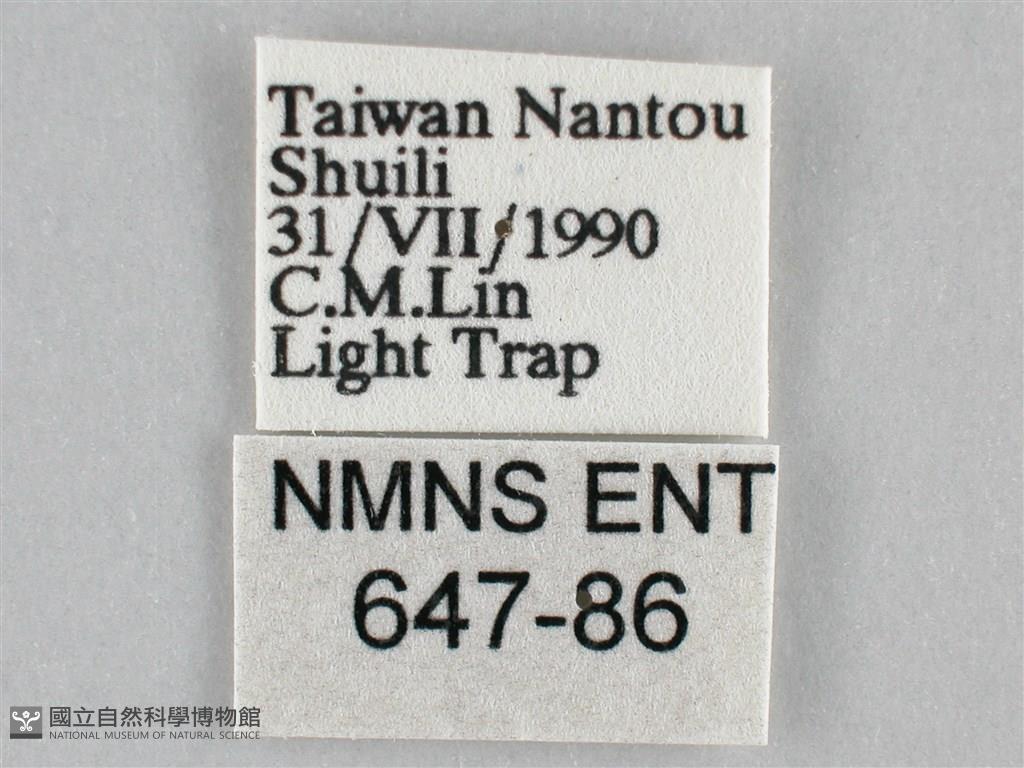 Taiwan Nantou
Shuili
31/VII/1990
C.M.Lin
Light Trap
NMNS ENT
647-86
國立自然科學博物館
NATIONAL MUSEUM OF NATURAL SCIENCE